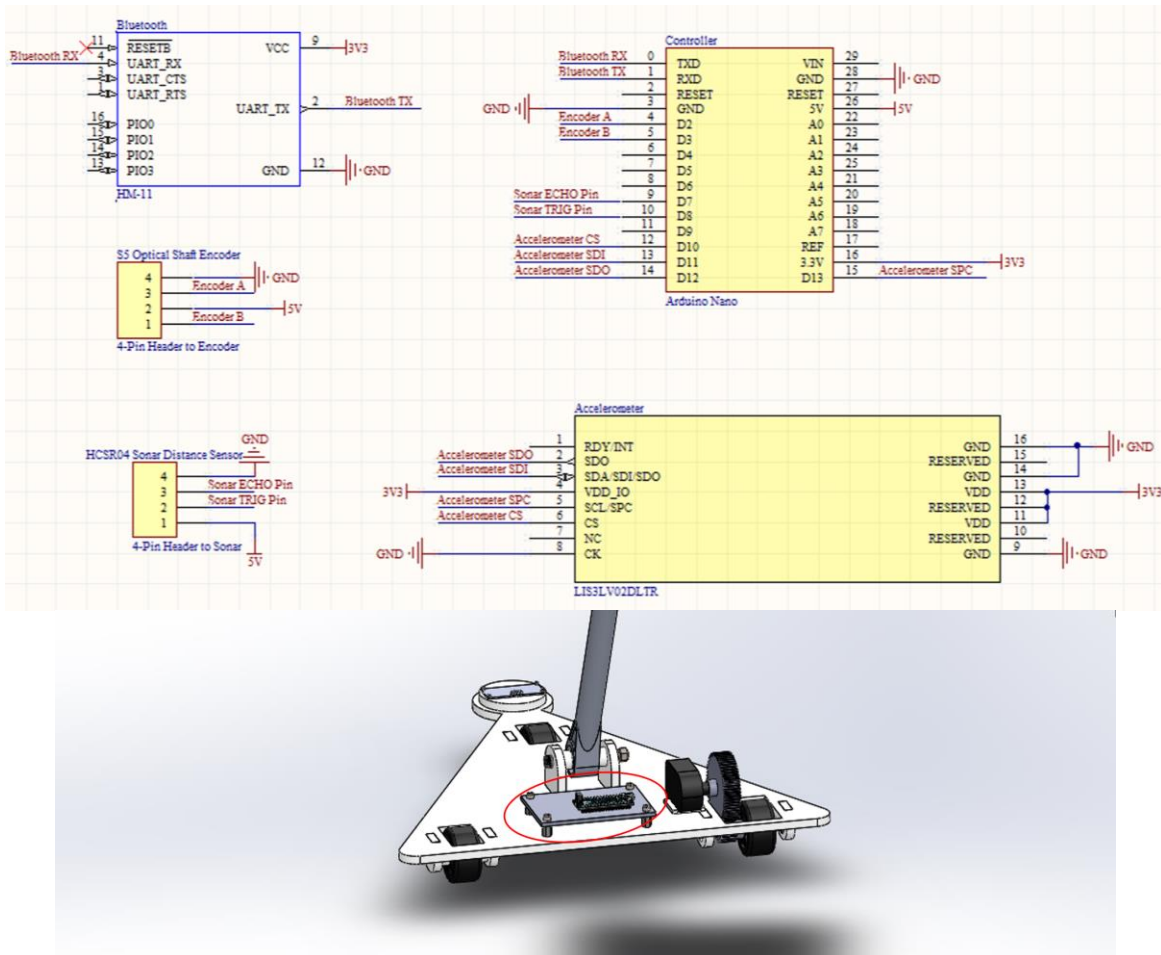 Bluetooth
11 RESETB VCC 9 3V3
Bluetooth RX 4 UART_RX
3 UART_CTS
1 UART_RTS
UART_TX 2 Bluetooth TX
16 PIO0
15 PIO1
14 PIO2
13 PIO3 GND 12 GND
HM-11
Controller
Bluetooth RX 0 TXD VIN 29
Bluetooth TX 1 RXD GND 28 GND
2 RESET RESET 27
GND 3 GND 5V 26 5V
Encoder A 4 D2 A0 22
Encoder B 5 D3 A1 23
6 D4 A2 24
7 D5 A3 25
8 D6 A4 21
Sonar ECHO Pin 9 D7 A5 20
Sonar TRIG Pin 10 D8 A6 19
11 D9 A7 18
Accelerometer CS 12 D10 REF 17
Accelerometer SDI 13 D11 3.3V 16 3V3
Accelerometer SDO 14 D12 D13 15 Accelerometer SPC
Arduino Nano
S5 Optical Shaft Encoder
4 GND
3 Encoder A
2 5V
1 Encoder B
4-Pin Header to Encoder
GND
HCSR04 Sonar Distance Sensor
4
3 Sonar ECHO Pin
2 Sonar TRIG Pin
1
4-Pin Header to Sonar
5V
Accelerometer
1 RDY/INT GND 16 GND
Accelerometer SDO 2 SDO RESERVED 15
Accelerometer SDI 3 SDA/SDI/SDO GND 14
3V3 4 VDD_IO VDD 13 3V3
Accelerometer SPC 5 SCL/SPC RESERVED 12
Accelerometer CS 6 CS VDD 11
7 NC RESERVED 10
GND 8 CK GND 9 GND
LIS3LV02DLTR